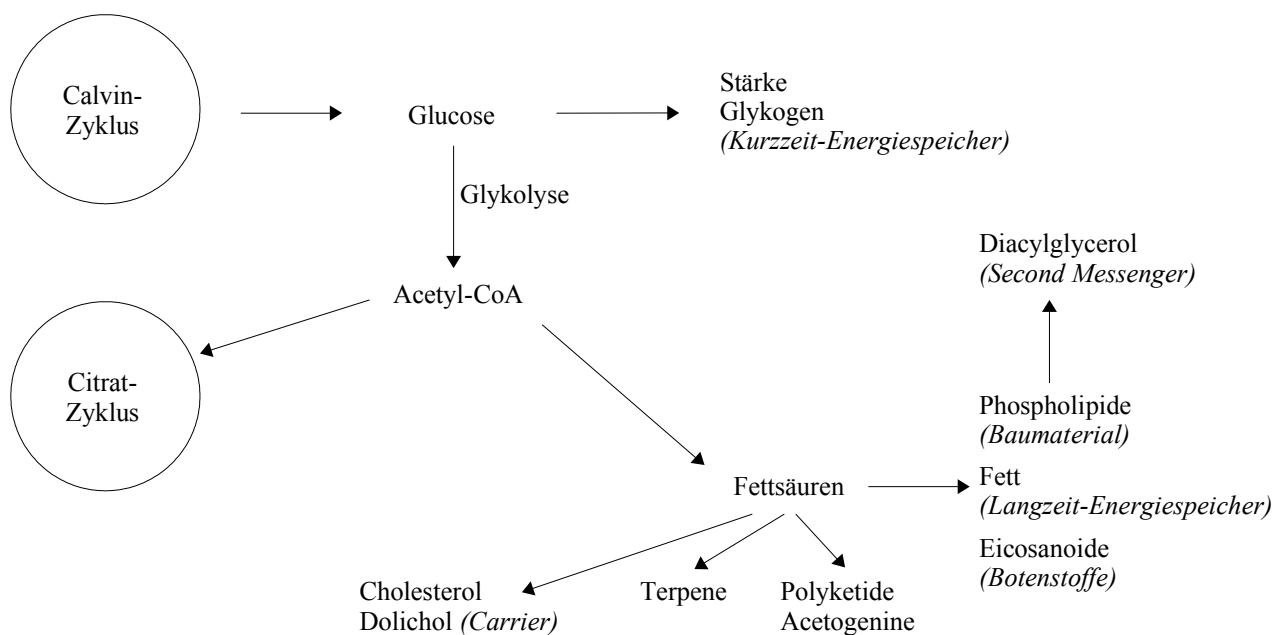 Calvin-
Zyklus
Glucose
Stärke
Glykogen
(Kurzzeit-Energiespeicher)
Glykolyse
Diacylglycerol
(Second Messenger)
Acetyl-CoA
Citrat-
Zyklus
Phospholipide
(Baumaterial)
Fettsäuren
Fett
(Langzeit-Energiespeicher)
Eicosanoide
(Botenstoffe)
Cholesterol
Dolichol (Carrier)
Terpene
Polyketide
Acetogenine